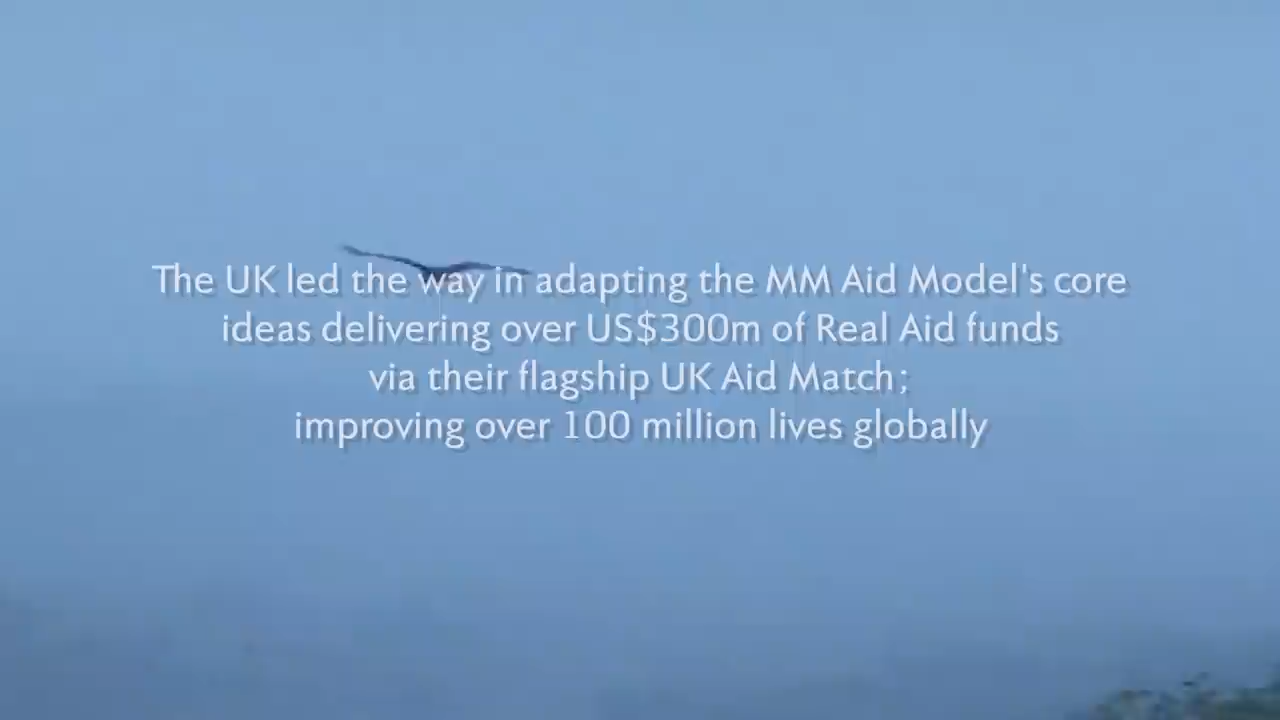 The UK led the way in adapting the MM Aid Model's core
ideas delivering over US$300m of Real Aid funds
via their flagship UK Aid Match;
improving over 100 million lives globally